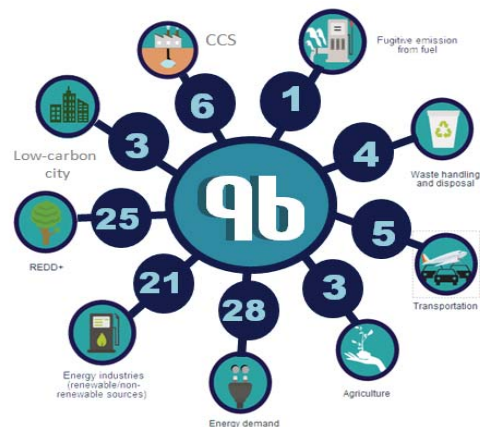 CCS
Fugitive emission
from fuel
6
1
3
4
Low-carbon
city
Waste handling
and disposal
96
25
5
REDD+
Transportation
21
3
28
Energy industries
(renewable/non-
renewable sources)
Agriculture
Energy demand